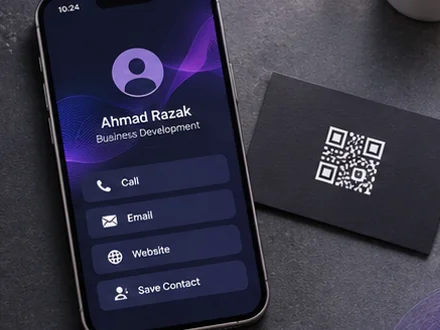 10:24
Ahmad Razak
Business Development
Call
Email
Website
Save Contact